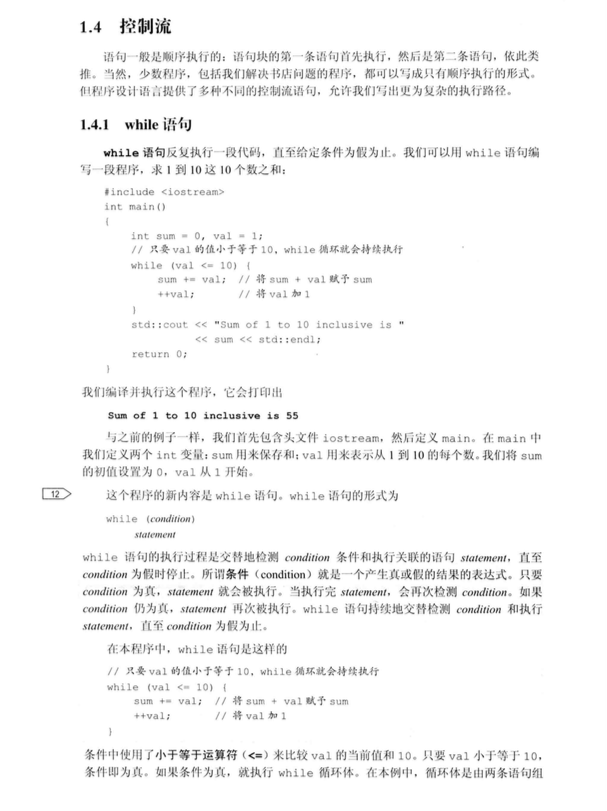 1.4 控制流
语句一般是顺序执行的：语句块的第一条语句首先执行，然后是第二条语句，依此类
推。当然，少数程序，包括我们解决书店问题的程序，都可以写成只有顺序执行的形式。
但程序设计语言提供了多种不同的控制流语句，允许我们写出更为复杂的执行路径。
1.4.1 while 语句
while 语句反复执行一段代码，直至给定条件为假为止。我们可以用 while 语句编
写一段程序，求 1 到 10 这 10 个数之和：
#include <iostream>
int main()
{
int sum = 0, val = 1;
// 只要 val 的值小于等于 10，while 循环就会持续执行
while (val <= 10) {
sum += val; // 将 sum + val 赋予 sum
++val; // 将 val 加 1
}
std::cout << "Sum of 1 to 10 inclusive is "
<< sum << std::endl;
return 0;
}
我们编译并执行这个程序，它会打印出
Sum of 1 to 10 inclusive is 55
与之前的例子一样，我们首先包含头文件 iostream，然后定义 main。在 main 中
我们定义两个 int 变量：sum 用来保存和；val 用来表示从 1 到 10 的每个数。我们将 sum
的初值设置为 0，val 从 1 开始。
12 这个程序的新内容是 while 语句。while 语句的形式为
while (condition)
statement
while 语句的执行过程是交替地检测 condition 条件和执行关联的语句 statement，直至
condition 为假时停止。所谓条件（condition）就是一个产生真或假的结果的表达式。只要
condition 为真，statement 就会被执行。当执行完 statement，会再次检测 condition。如果
condition 仍为真，statement 再次被执行。while 语句持续地交替检测 condition 和执行
statement，直至 condition 为假为止。
在本程序中，while 语句是这样的
// 只要 val 的值小于等于 10，while 循环就会持续执行
while (val <= 10) {
sum += val; // 将 sum + val 赋予 sum
++val; // 将 val 加 1
}
条件中使用了小于等于运算符（<=）来比较 val 的当前值和 10。只要 val 小于等于 10，
条件即为真。如果条件为真，就执行 while 循环体。在本例中，循环体是由两条语句组